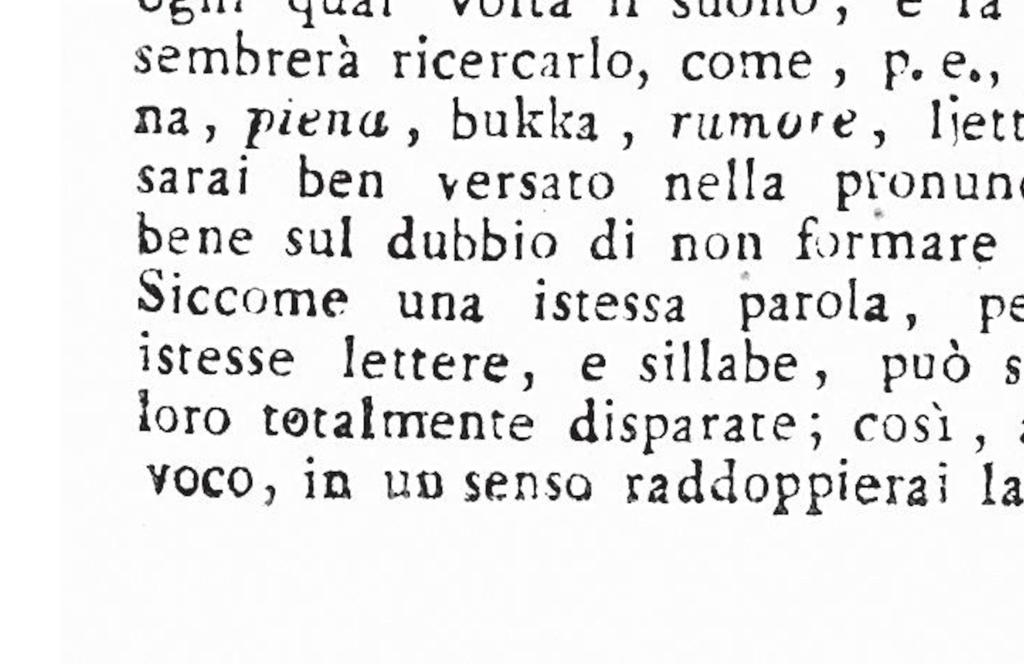 ogni qual volta il suono, e la
sembrerà ricercarlo, come, p. e.,
na, piena, bukka, rumore, ljett
sarai ben versato nella pronunc
bene sul dubbio di non formare
Siccome una istessa parola, pe
istesse lettere, e sillabe, può s
loro totalmente disparate; così, a
voco, in un senso raddoppierai la